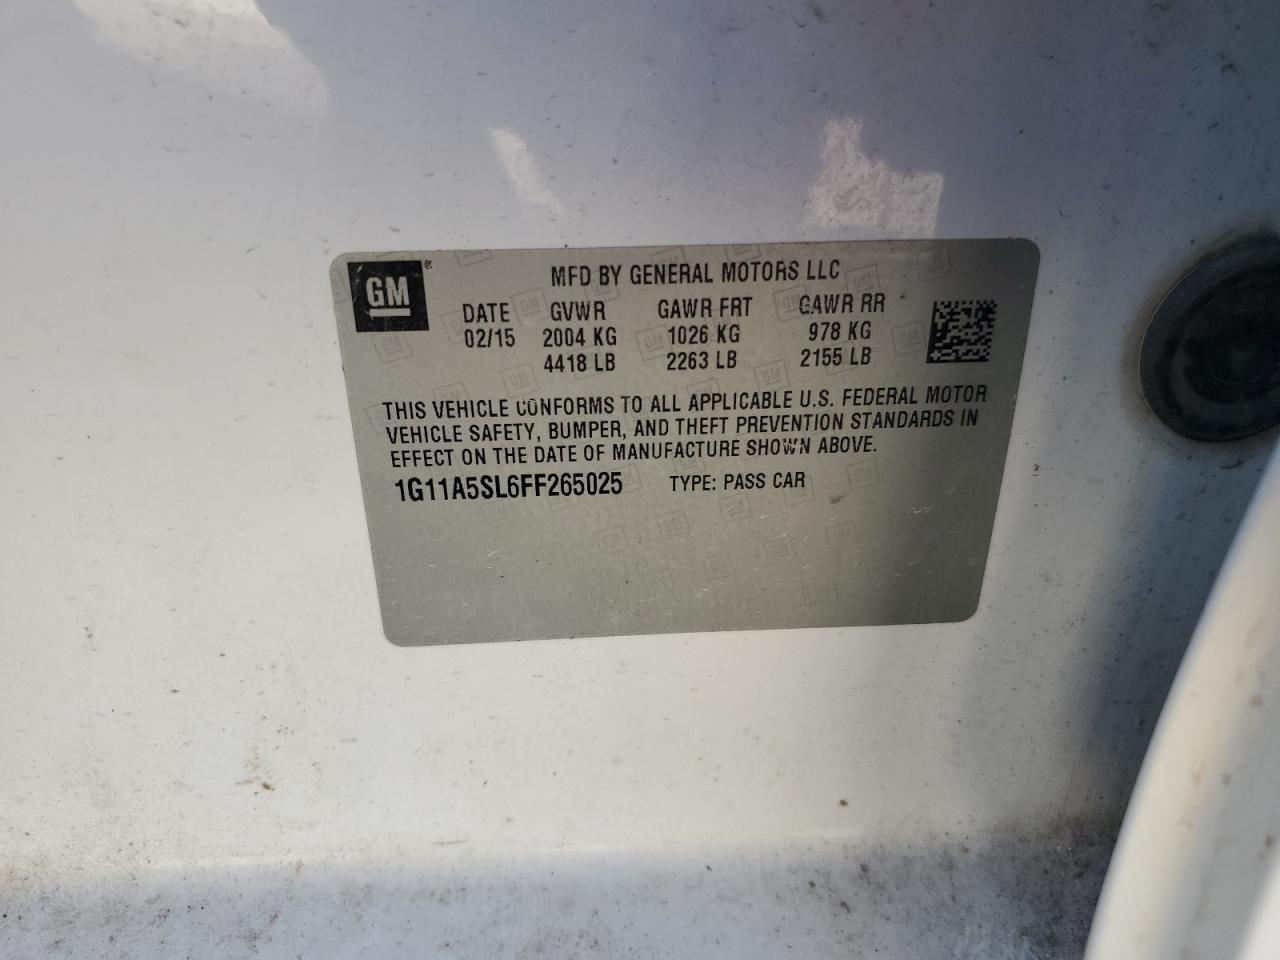 GM
MFD BY GENERAL MOTORS LLC
DATE GVWR GAWR FRT GAWR RR
02/15 2004 KG 1026 KG 978 KG
4418 LB 2263 LB 2155 LB
THIS VEHICLE CONFORMS TO ALL APPLICABLE U.S. FEDERAL MOTOR
VEHICLE SAFETY, BUMPER, AND THEFT PREVENTION STANDARDS IN
EFFECT ON THE DATE OF MANUFACTURE SHOWN ABOVE.
1G11A5SL6FF265025 TYPE: PASS CAR